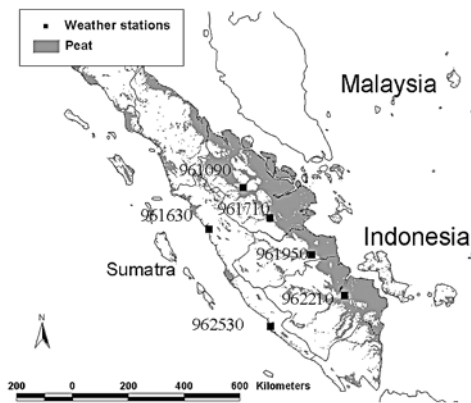 Weather stations
Peat
Malaysia
961090
961710
961630
Indonesia
961950
Sumatra
962210
962530
N
200 0 200 400 600 Kilometers